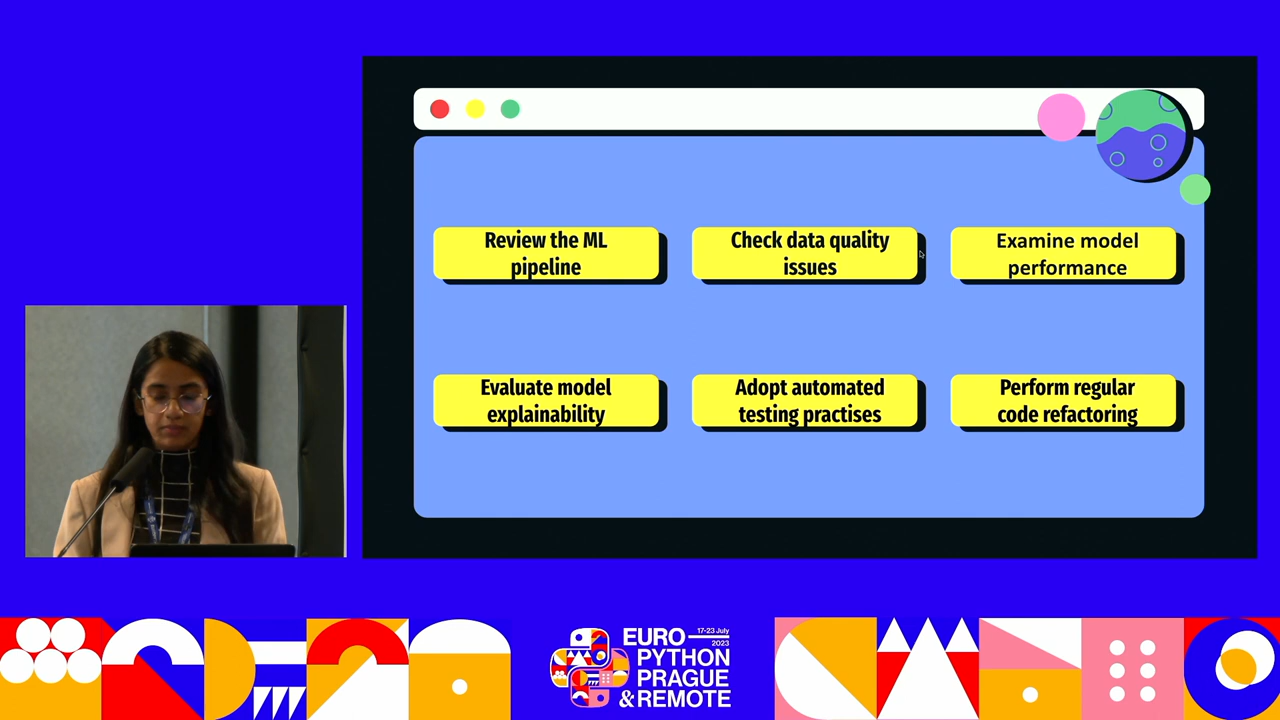 Review the ML
pipeline
Check data quality
issues
Examine model
performance
Evaluate model
explainability
Adopt automated
testing practises
Perform regular
code refactoring
EURO
17-23 July
2023
PYTHON
PRAGUE
& REMOTE